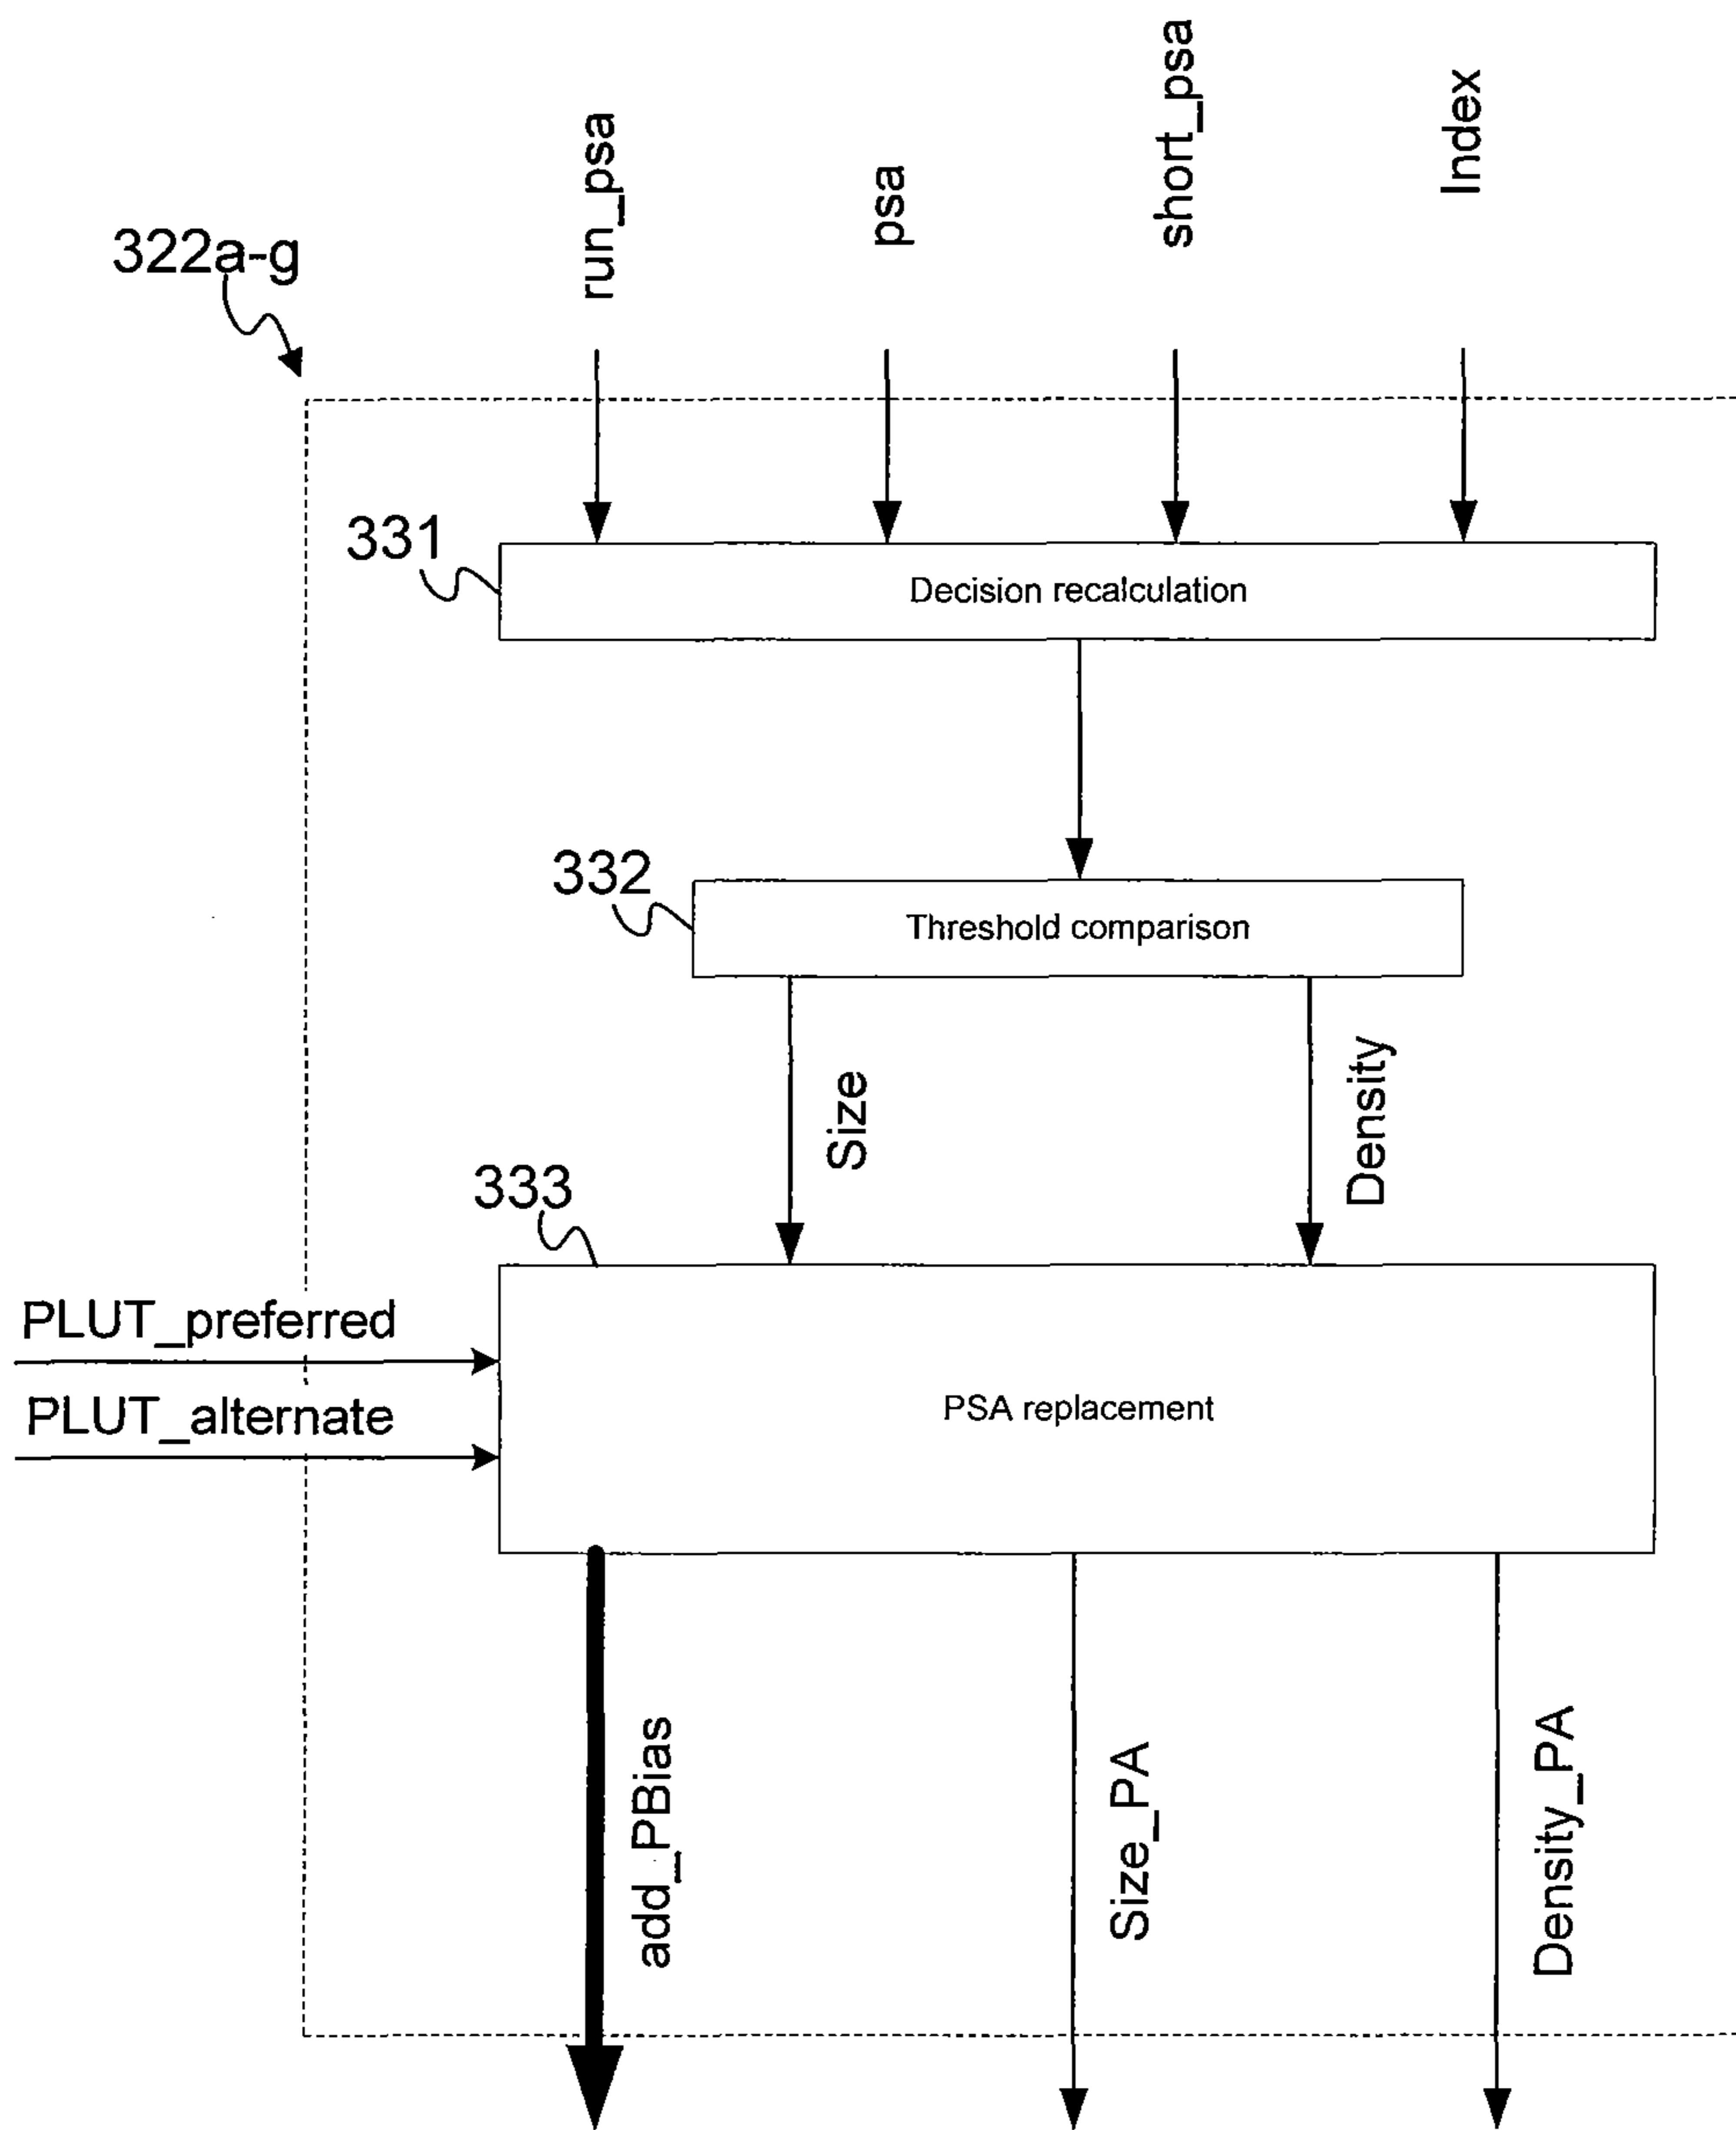 run_psa
psa
short_psa
Index
322a-g
331
Decision recalculation
332
Threshold comparison
Size
Density
333
PLUT_preferred
PLUT_alternate
PSA replacement
add_PBias
Size_PA
Density_PA